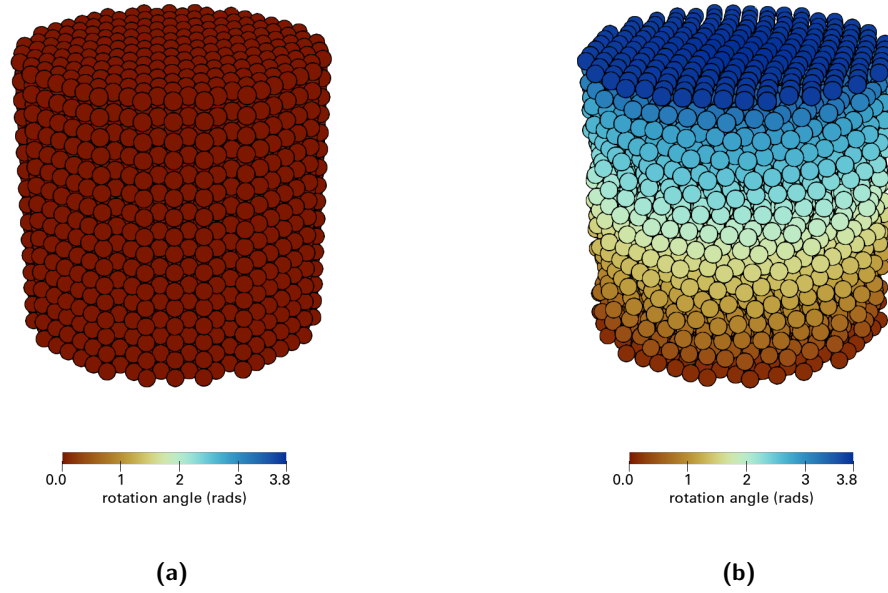 0.0 1 2 3 3.8
rotation angle (rads)
0.0 1 2 3 3.8
rotation angle (rads)
(a)
(b)